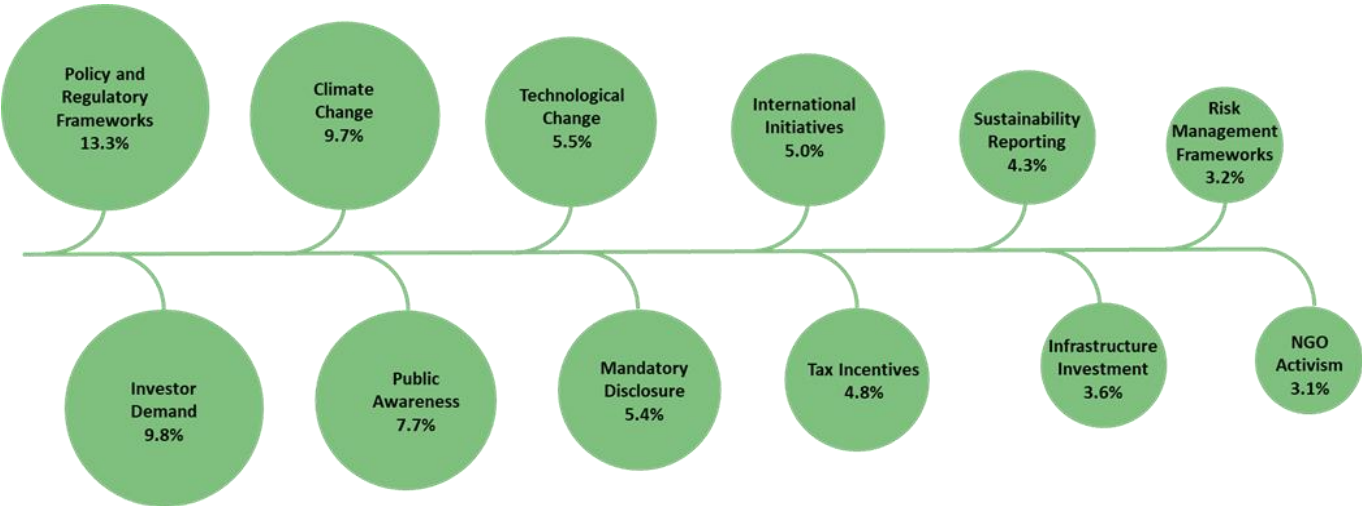 Policy and
Regulatory
Frameworks
13.3%
Climate
Change
9.7%
Technological
Change
5.5%
International
Initiatives
5.0%
Sustainability
Reporting
4.3%
Risk
Management
Frameworks
3.2%
Investor
Demand
9.8%
Public
Awareness
7.7%
Mandatory
Disclosure
5.4%
Tax Incentives
4.8%
Infrastructure
Investment
3.6%
NGO
Activism
3.1%